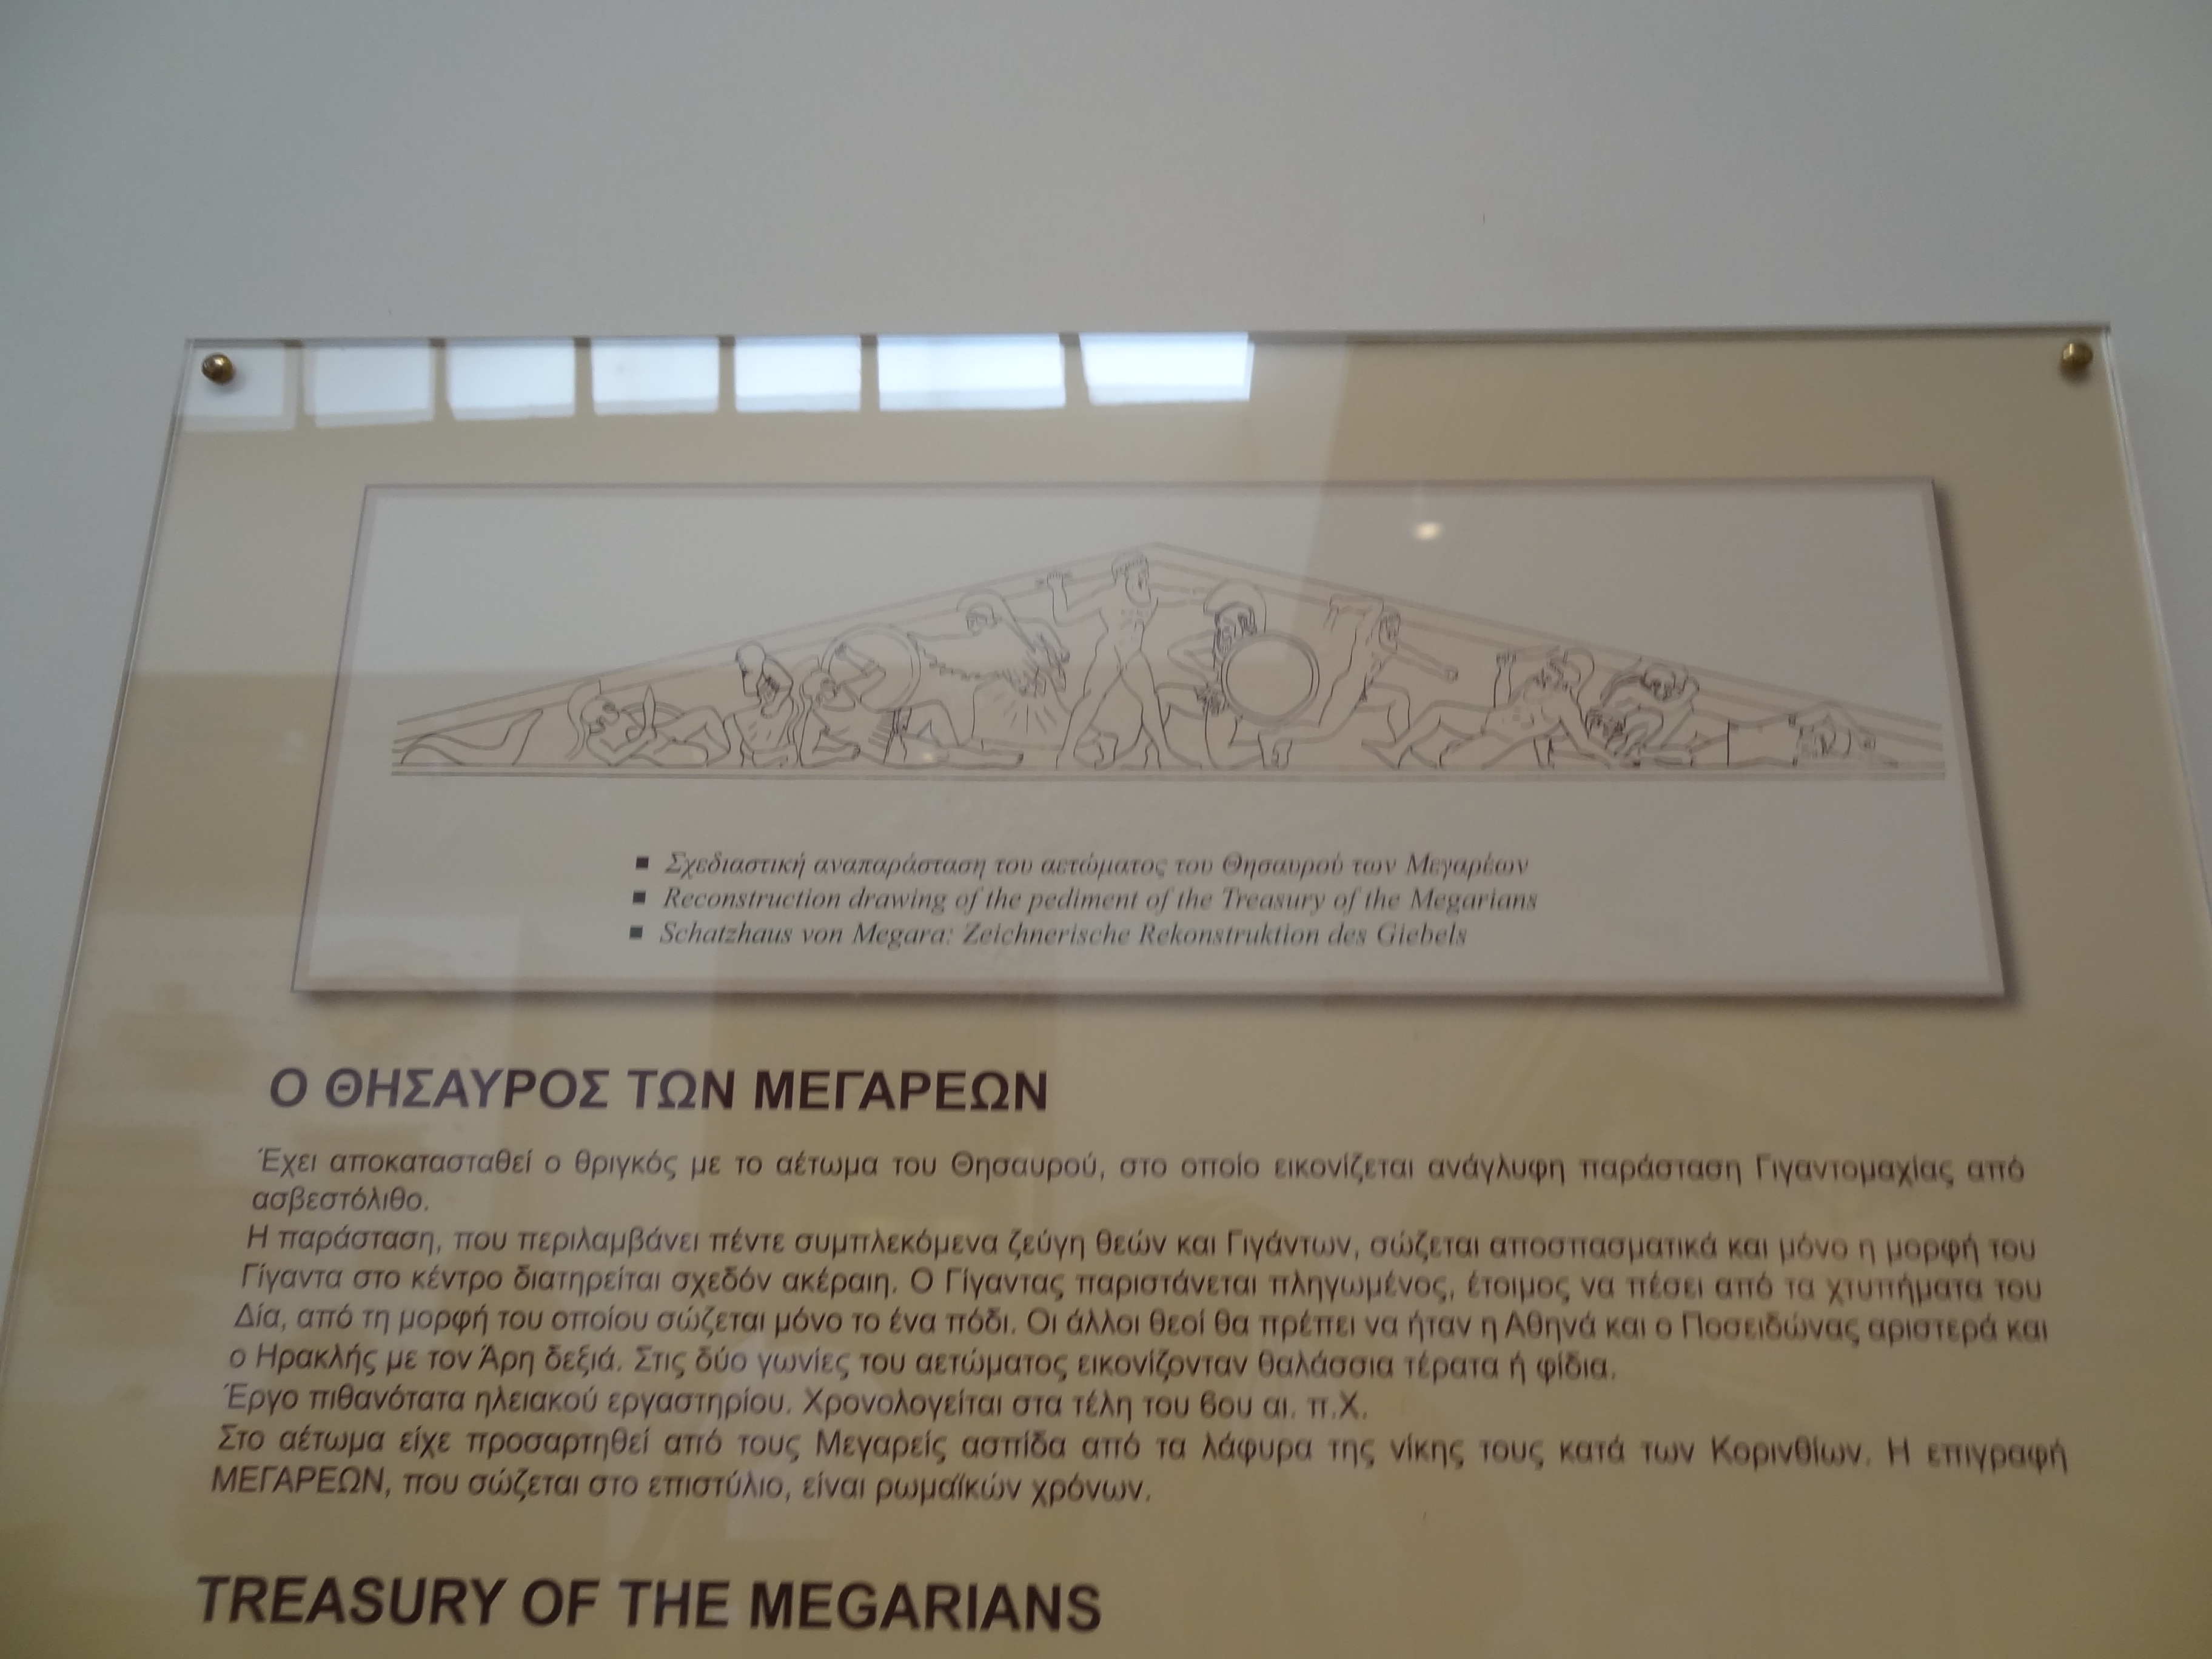 Σχεδιαστική αναπαράσταση του αετώματος του Θησαυρού των Μεγαρέων
Reconstruction drawing of the pediment of the Treasury of the Megarians
Schatzhaus von Megara: Zeichnerische Rekonstruktion des Giebels
Ο ΘΗΣΑΥΡΟΣ ΤΩΝ ΜΕΓΑΡΕΩΝ
Έχει αποκατασταθεί ο θριγκός με το αέτωμα του Θησαυρού, στο οποίο εικονίζεται ανάγλυφη παράσταση Γιγαντομαχίας από
ασβεστόλιθο.
Η παράσταση, που περιλαμβάνει πέντε συμπλεκόμενα ζεύγη θεών και Γιγάντων, σώζεται αποσπασματικά και μόνο η μορφή του
Γίγαντα στο κέντρο διατηρείται σχεδόν ακέραιη. Ο Γίγαντας παριστάνεται πληγωμένος, έτοιμος να πέσει από τα χτυπήματα του
Δία, από τη μορφή του οποίου σώζεται μόνο το ένα πόδι. Οι άλλοι θεοί θα πρέπει να ήταν η Αθηνά και ο Ποσειδώνας αριστερά και
ο Ηρακλής με τον Άρη δεξιά. Στις δύο γωνίες του αετώματος εικονίζονταν θαλάσσια τέρατα ή φίδια.
Έργο πιθανότατα ηλειακού εργαστηρίου. Χρονολογείται στα τέλη του 6ου αι. π.Χ.
Στο αέτωμα είχε προσαρτηθεί από τους Μεγαρείς ασπίδα από τα λάφυρα της νίκης τους κατά των Κορινθίων. Η επιγραφή
ΜΕΓΑΡΕΩΝ, που σώζεται στο επιστύλιο, είναι ρωμαϊκών χρόνων.
TREASURY OF THE MEGARIANS